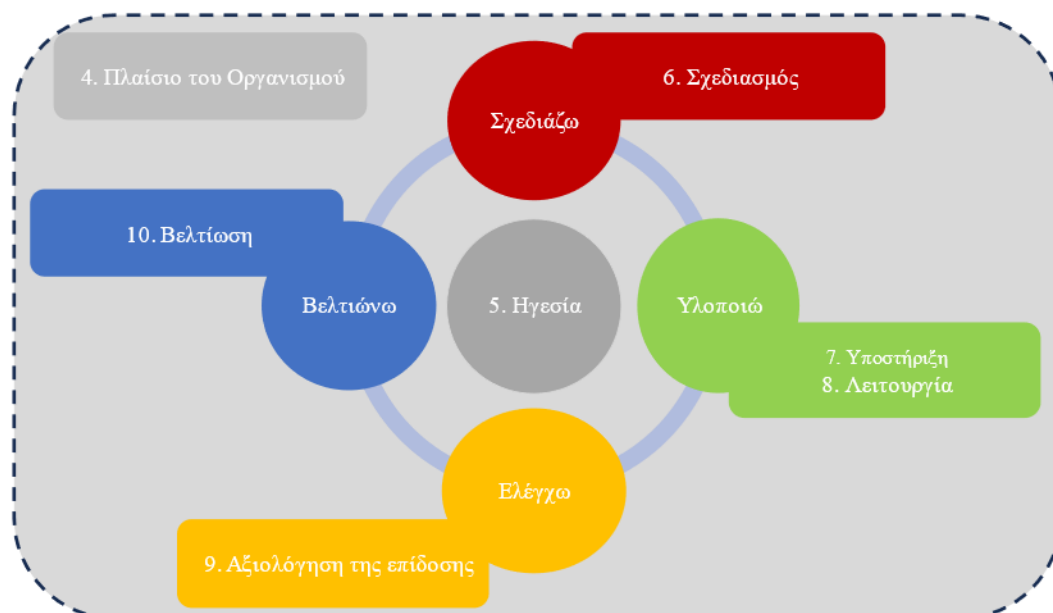 4. Πλαίσιο του Οργανισμού
6. Σχεδιασμός
Σχεδιάζω
10. Βελτίωση
Βελτιώνω
5. Ηγεσία
Υλοποιώ
7. Υποστήριξη
8. Λειτουργία
Ελέγχω
9. Αξιολόγηση της επίδοσης